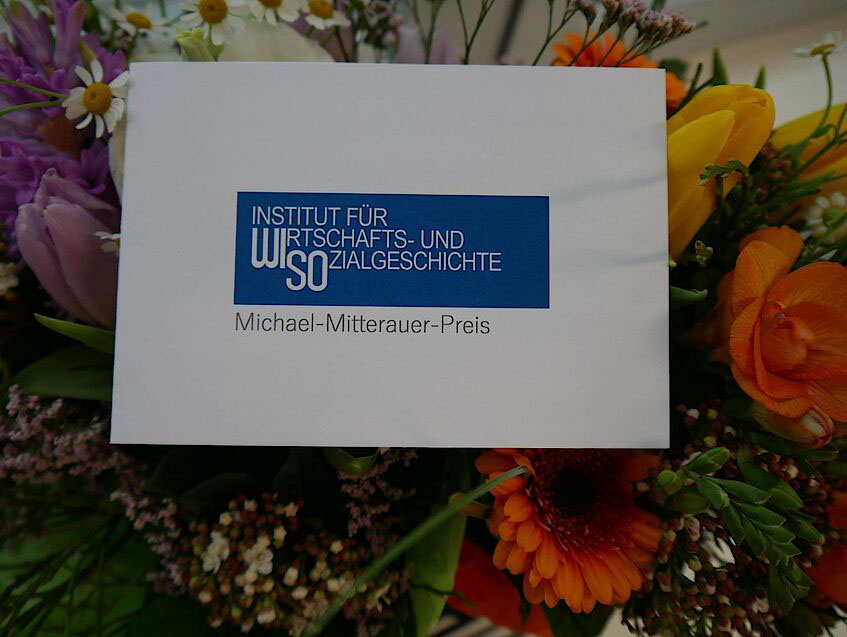 INSTITUT FÜR
WIRTSCHAFTS- UND
SOZIALGESCHICHTE
Michael-Mitterauer-Preis